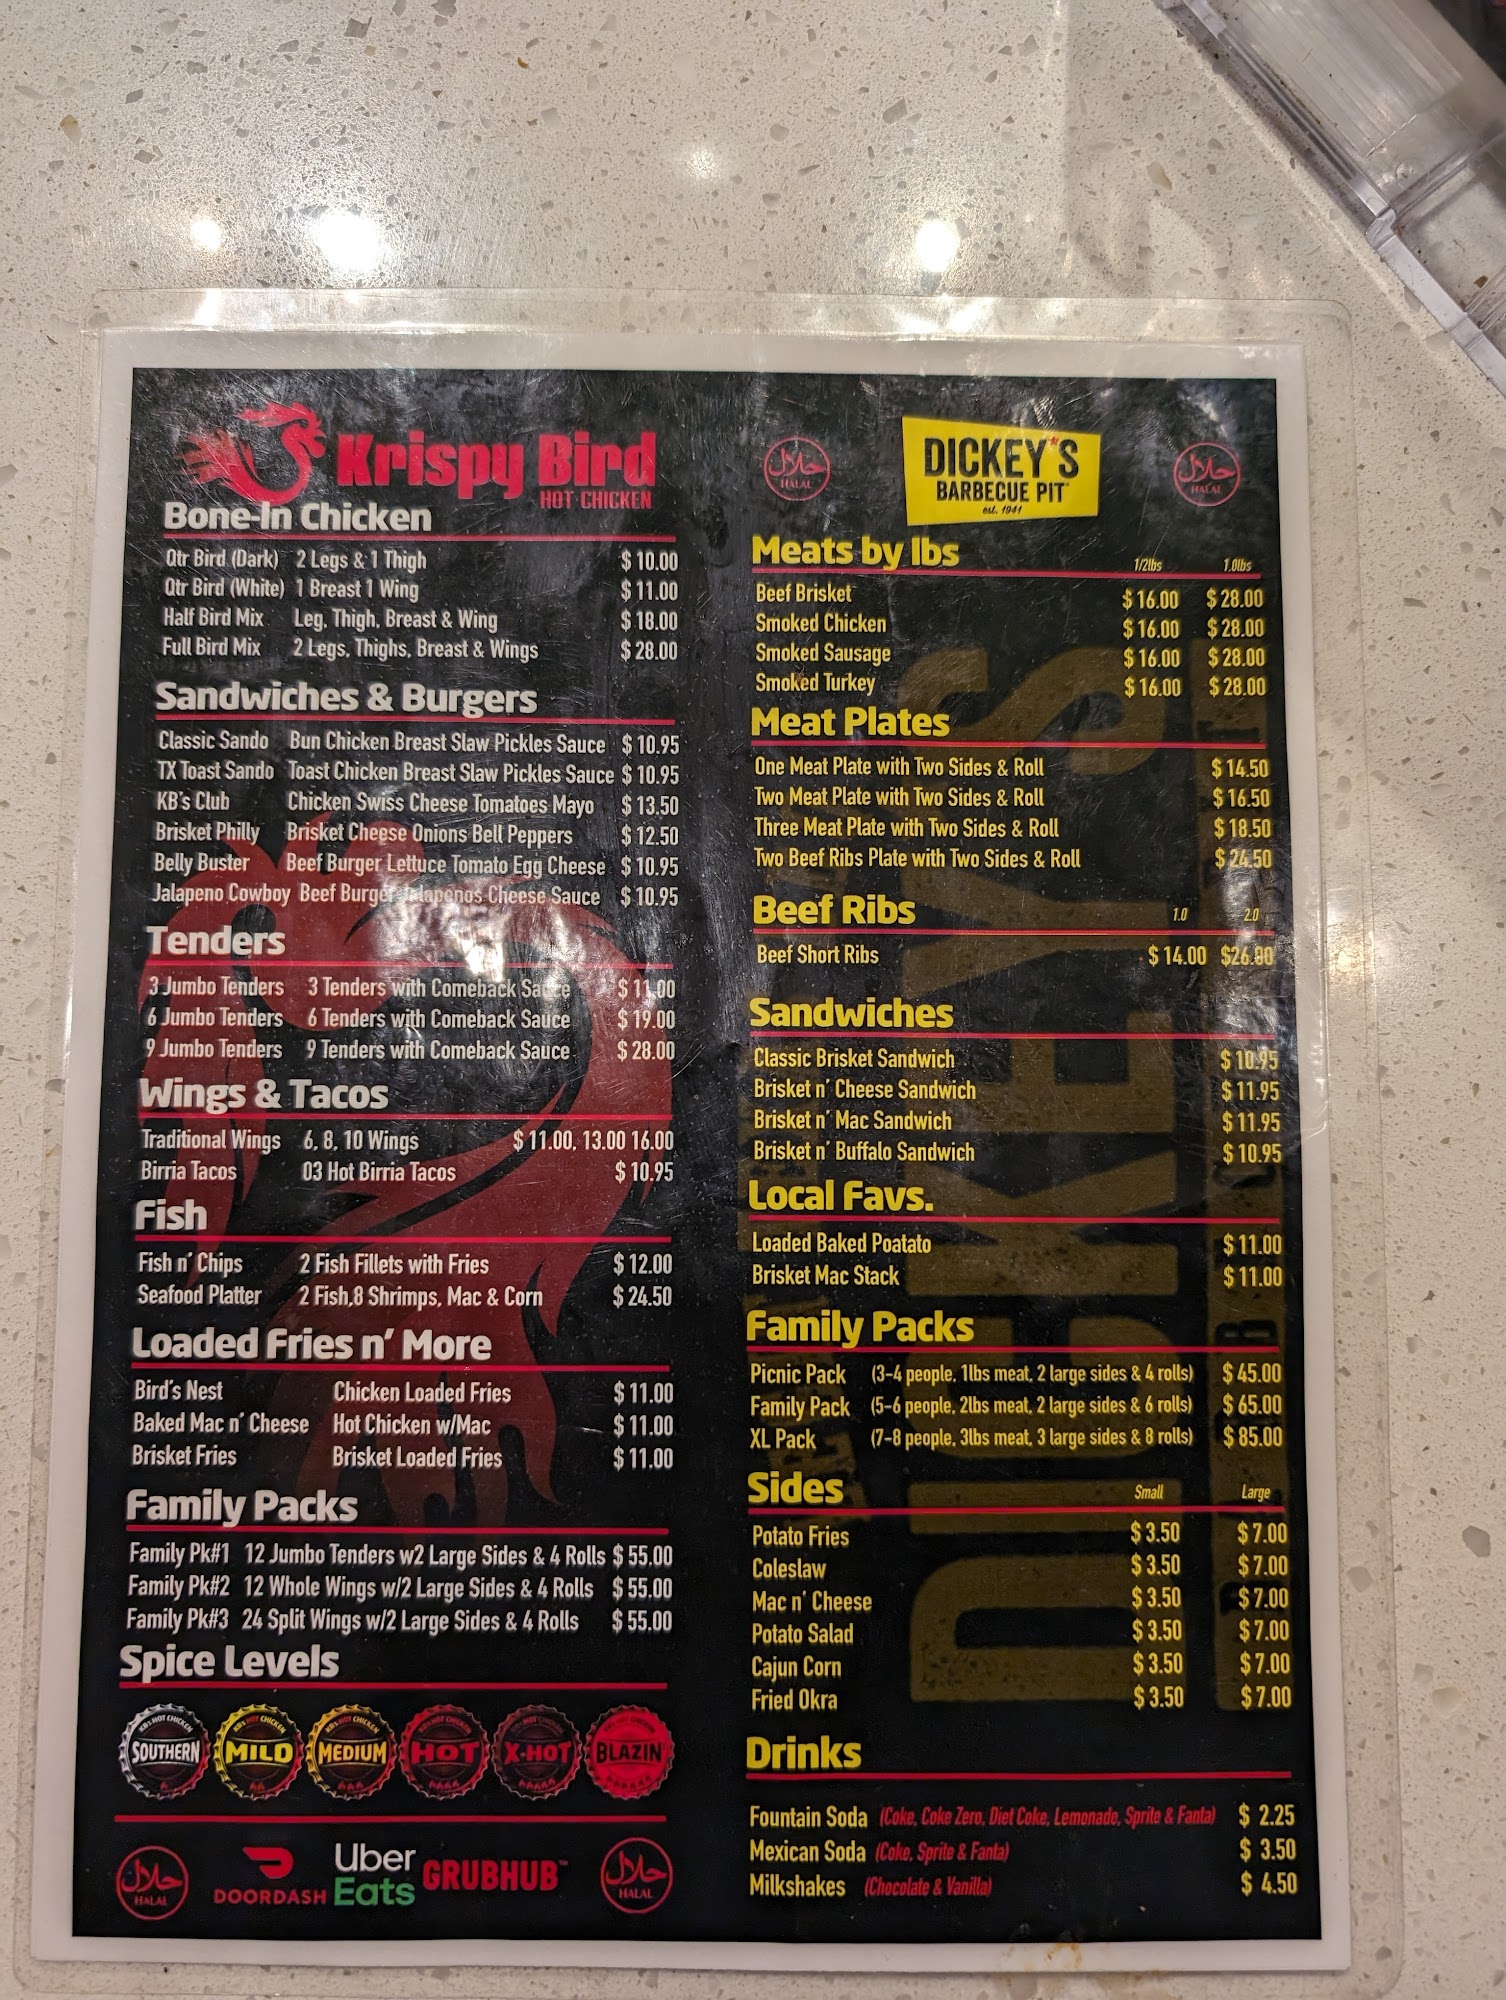 Krispy Bird
HOT CHICKEN
Bone-In Chicken
Qtr Bird (Dark) 2 Legs & 1 Thigh $ 10.00
Qtr Bird (White) 1 Breast 1 Wing $ 11.00
Half Bird Mix Leg, Thigh, Breast & Wing $ 18.00
Full Bird Mix 2 Legs, Thighs, Breast & Wings $ 28.00
Sandwiches & Burgers
Classic Sando Bun Chicken Breast Slaw Pickles Sauce $ 10.95
TX Toast Sando Toast Chicken Breast Slaw Pickles Sauce $ 10.95
KB's Club Chicken Swiss Cheese Tomatoes Mayo $ 13.50
Brisket Philly Brisket Cheese Onions Bell Peppers $ 12.50
Belly Buster Beef Burger Lettuce Tomato Egg Cheese $ 10.95
Jalapeno Cowboy Beef Burger Jalapenos Cheese Sauce $ 10.95
Tenders
3 Jumbo Tenders 3 Tenders with Comeback Sauce $ 11.00
6 Jumbo Tenders 6 Tenders with Comeback Sauce $ 19.00
9 Jumbo Tenders 9 Tenders with Comeback Sauce $ 28.00
Wings & Tacos
Traditional Wings 6, 8, 10 Wings $ 11.00, 13.00 16.00
Birria Tacos 03 Hot Birria Tacos $ 10.95
Fish
Fish n' Chips 2 Fish Fillets with Fries $ 12.00
Seafood Platter 2 Fish,8 Shrimps, Mac & Corn $ 24.50
Loaded Fries n' More
Bird's Nest Chicken Loaded Fries $ 11.00
Baked Mac n' Cheese Hot Chicken w/Mac $ 11.00
Brisket Fries Brisket Loaded Fries $ 11.00
Family Packs
Family Pk#1 12 Jumbo Tenders w2 Large Sides & 4 Rolls $ 55.00
Family Pk#2 12 Whole Wings w/2 Large Sides & 4 Rolls $ 55.00
Family Pk#3 24 Split Wings w/2 Large Sides & 4 Rolls $ 55.00
Spice Levels
KB's HOT CHICKEN KB's HOT CHICKEN KB's HOT CHICKEN KB's HOT CHICKEN
SOUTHERN MILD MEDIUM HOT X-HOT BLAZIN'
حلال HALAL DOORDASH Uber Eats GRUBHUB حلال HALAL
حلال HALAL DICKEY'S حلال HALAL
BARBECUE PIT
est. 1941
Meats by lbs 1/2lbs 1.0lbs
Beef Brisket $ 16.00 $ 28.00
Smoked Chicken $ 16.00 $ 28.00
Smoked Sausage $ 16.00 $ 28.00
Smoked Turkey $ 16.00 $ 28.00
Meat Plates
One Meat Plate with Two Sides & Roll $ 14.50
Two Meat Plate with Two Sides & Roll $ 16.50
Three Meat Plate with Two Sides & Roll $ 18.50
Two Beef Ribs Plate with Two Sides & Roll $ 24.50
Beef Ribs 1.0 2.0
Beef Short Ribs $ 14.00 $26.00
Sandwiches
Classic Brisket Sandwich $ 10.95
Brisket n' Cheese Sandwich $ 11.95
Brisket n' Mac Sandwich $ 11.95
Brisket n' Buffalo Sandwich $ 10.95
Local Favs.
Loaded Baked Poatato $ 11.00
Brisket Mac Stack $ 11.00
Family Packs
Picnic Pack (3-4 people, 1lbs meat, 2 large sides & 4 rolls) $ 45.00
Family Pack (5-6 people, 2lbs meat, 2 large sides & 6 rolls) $ 65.00
XL Pack (7-8 people, 3lbs meat, 3 large sides & 8 rolls) $ 85.00
Sides Small Large
Potato Fries $ 3.50 $ 7.00
Coleslaw $ 3.50 $ 7.00
Mac n' Cheese $ 3.50 $ 7.00
Potato Salad $ 3.50 $ 7.00
Cajun Corn $ 3.50 $ 7.00
Fried Okra $ 3.50 $ 7.00
Drinks
Fountain Soda (Coke, Coke Zero, Diet Coke, Lemonade, Sprite & Fanta) $ 2.25
Mexican Soda (Coke, Sprite & Fanta) $ 3.50
Milkshakes (Chocolate & Vanilla) $ 4.50
DICKEY'S